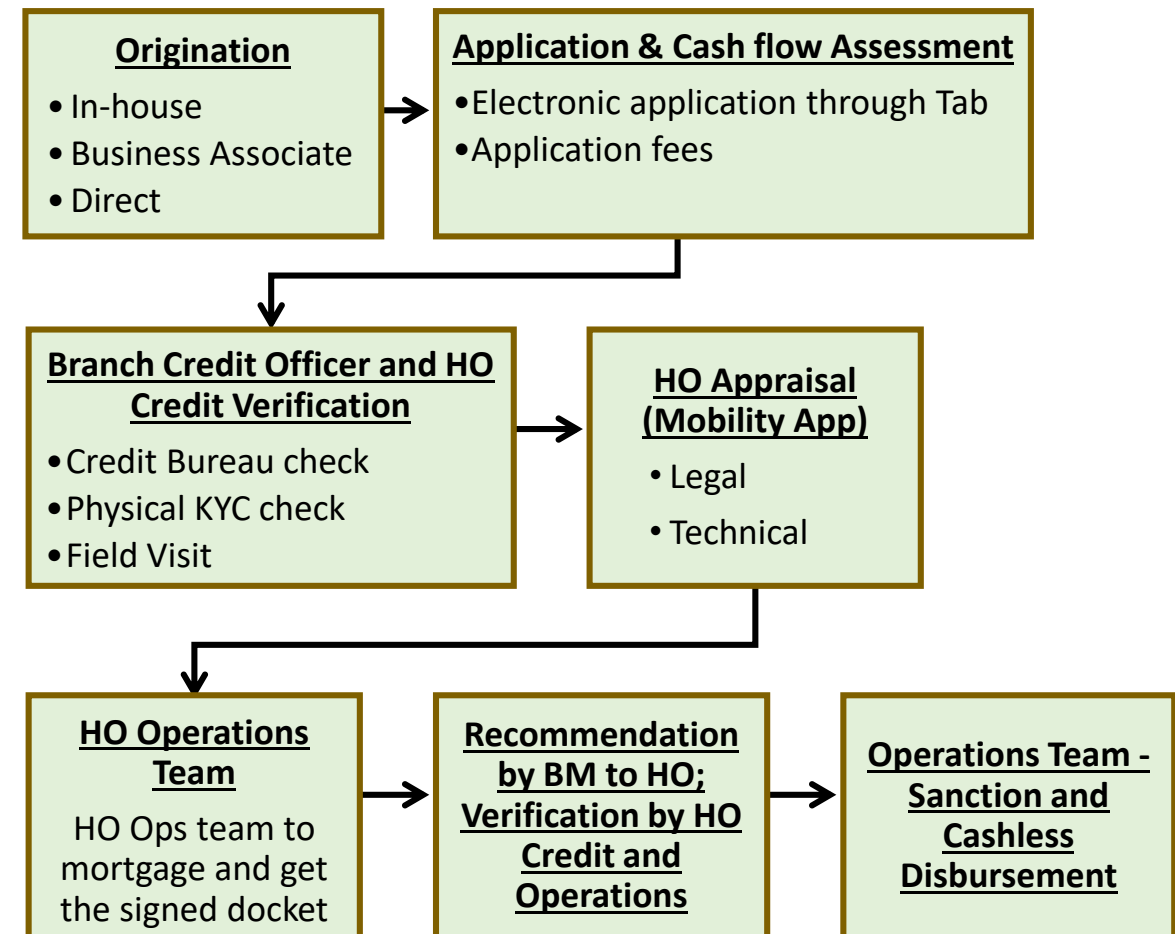 Origination
• In-house
• Business Associate
• Direct
Application & Cash flow Assessment
•Electronic application through Tab
•Application fees
Branch Credit Officer and HO
Credit Verification
•Credit Bureau check
•Physical KYC check
•Field Visit
HO Appraisal
(Mobility App)
• Legal
• Technical
HO Operations
Team
HO Ops team to
mortgage and get
the signed docket
Recommendation
by BM to HO;
Verification by HO
Credit and
Operations
Operations Team -
Sanction and
Cashless
Disbursement